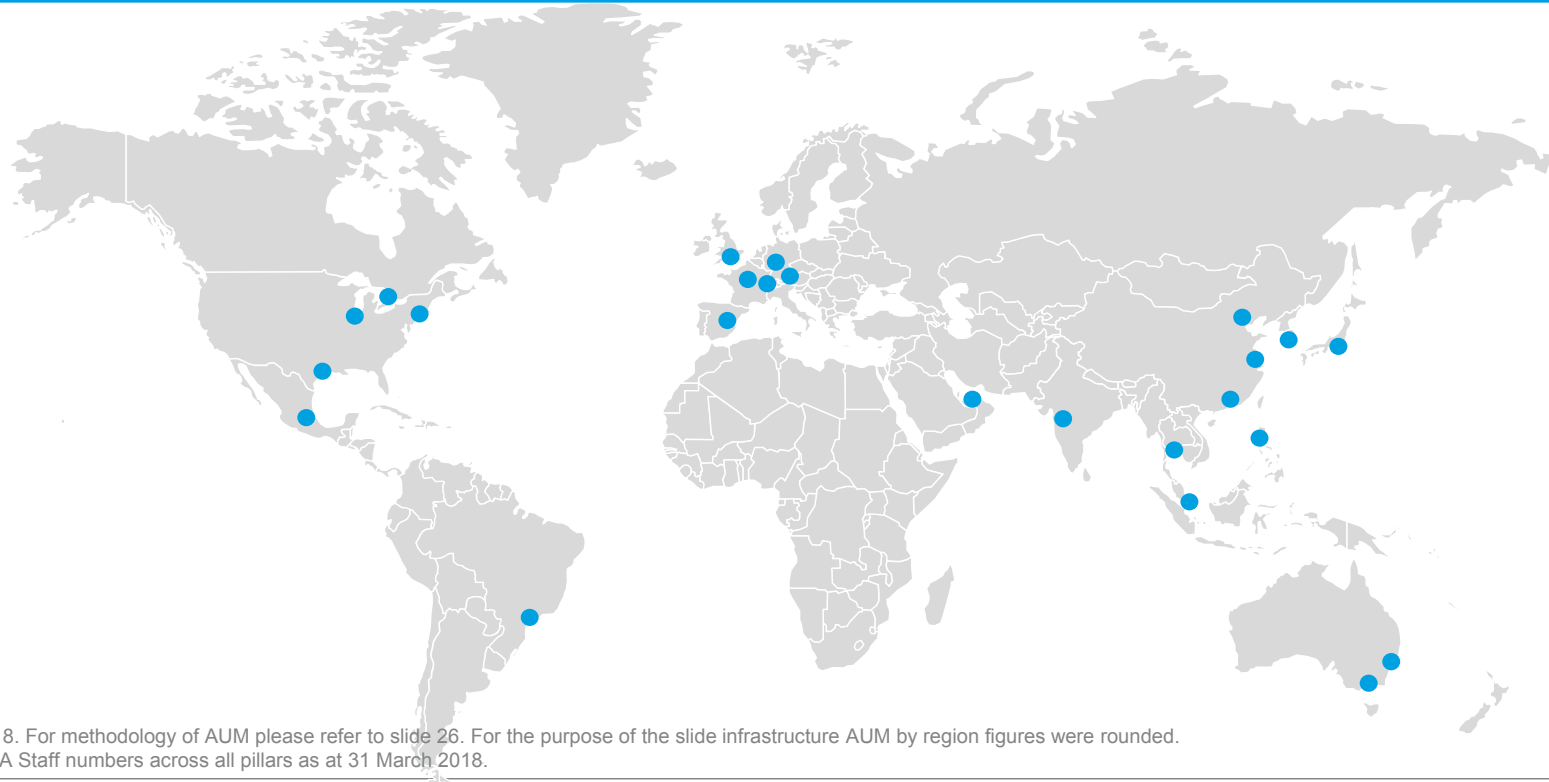 8. For methodology of AUM please refer to slide 26. For the purpose of the slide infrastructure AUM by region figures were rounded.
A Staff numbers across all pillars as at 31 March 2018.